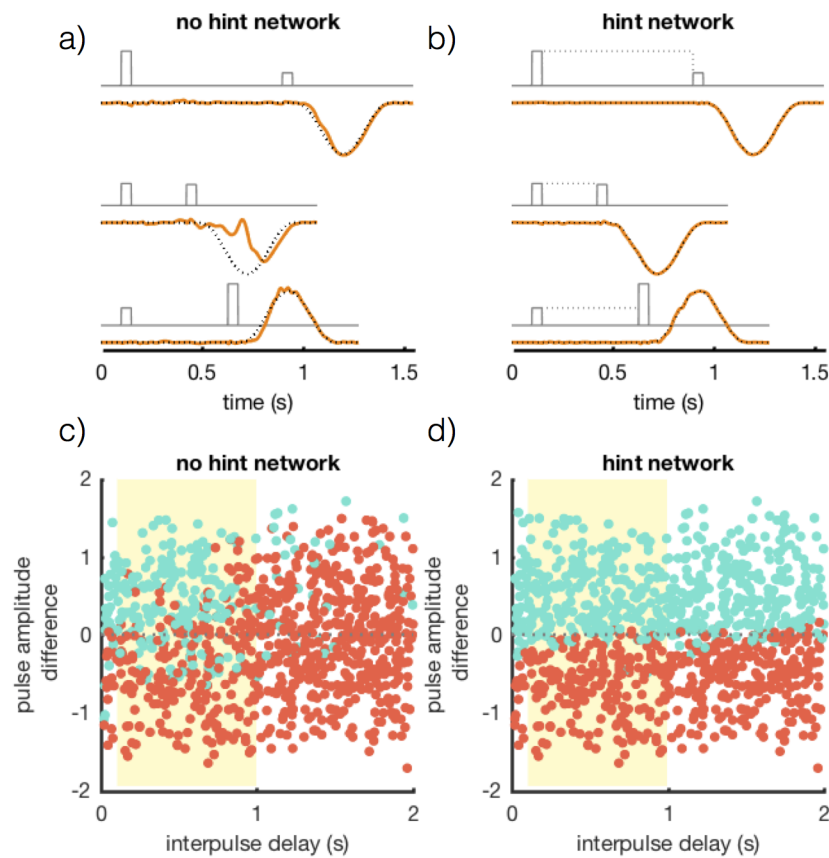 a)
no hint network
0
0.5
1
1.5
time (s)
b)
hint network
0
0.5
1
1.5
time (s)
c)
no hint network
2
1
0
-1
-2
pulse amplitude
difference
0
1
2
interpulse delay (s)
d)
hint network
2
1
0
-1
-2
pulse amplitude
difference
0
1
2
interpulse delay (s)